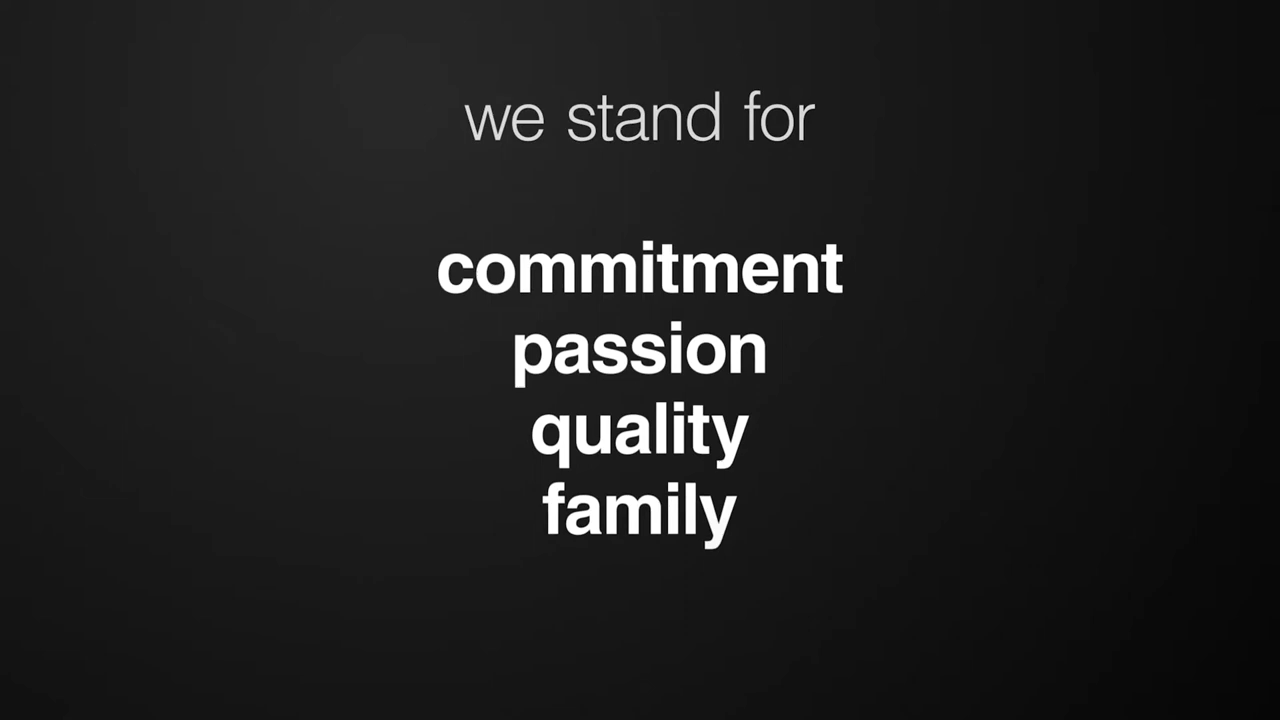 we stand for
commitment
passion
quality
family